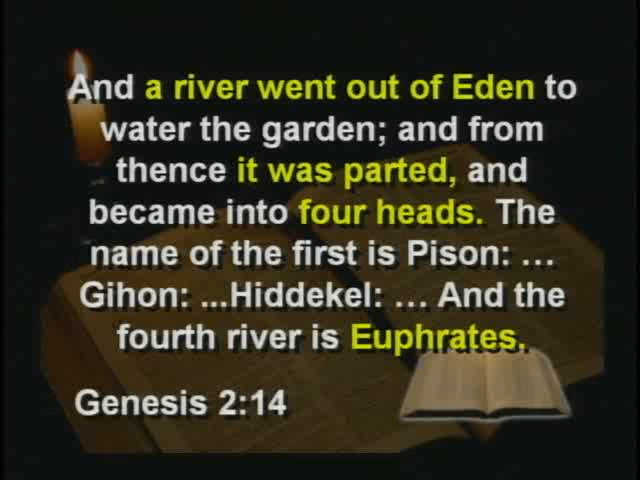 And a river went out of Eden to
water the garden; and from
thence it was parted, and
became into four heads. The
name of the first is Pison: ...
Gihon: ...Hiddekel: ... And the
fourth river is Euphrates.
Genesis 2:14